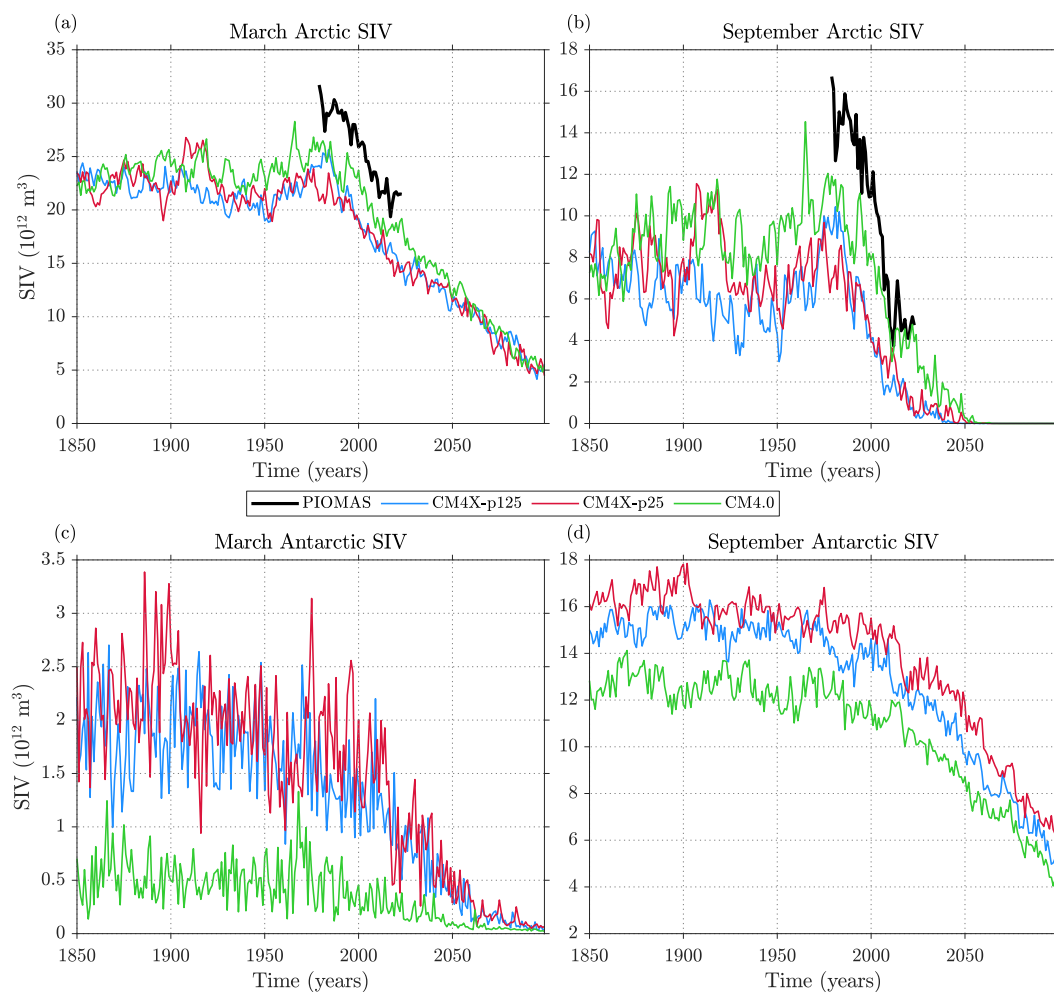 (a)
March Arctic SIV
35
30
25
20
15
10
5
0
SIV (10¹² m³)
1850 1900 1950 2000 2050
Time (years)
(b)
September Arctic SIV
18
16
14
12
10
8
6
4
2
0
1850 1900 1950 2000 2050
Time (years)
PIOMAS CM4X-p125 CM4X-p25 CM4.0
(c)
March Antarctic SIV
3.5
3
2.5
2
1.5
1
0.5
0
SIV (10¹² m³)
1850 1900 1950 2000 2050
Time (years)
(d)
September Antarctic SIV
18
16
14
12
10
8
6
4
2
1850 1900 1950 2000 2050
Time (years)